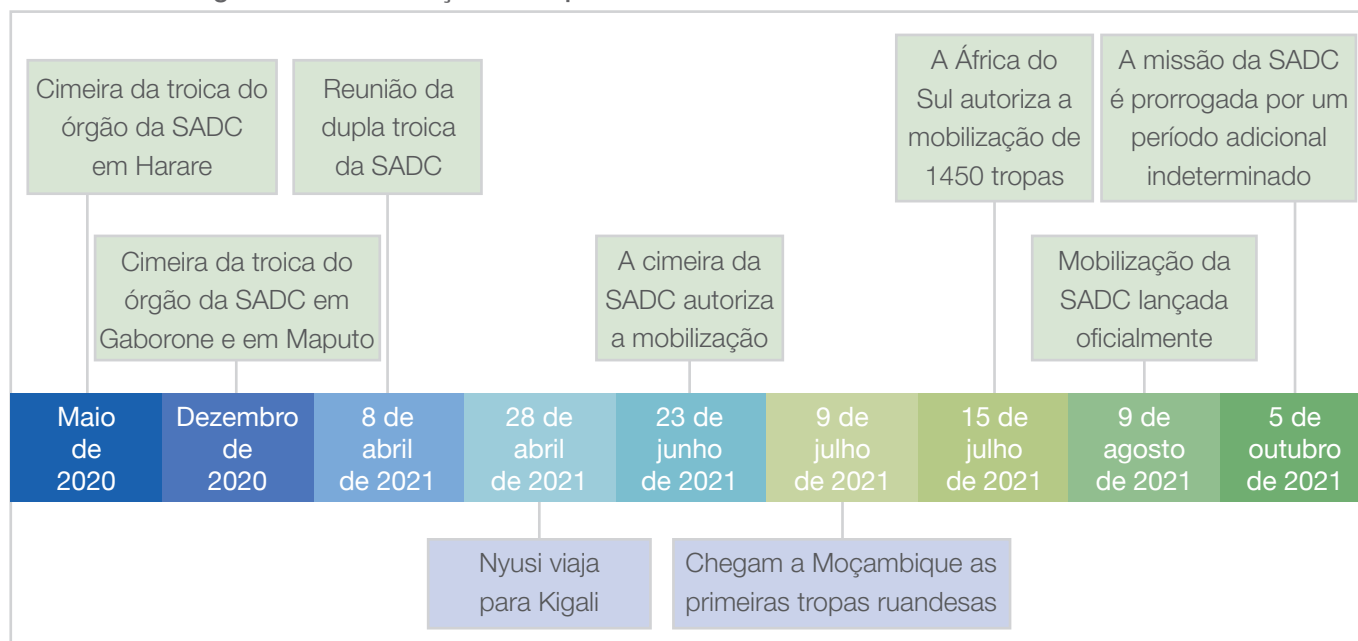 Cimeira da troica do
órgão da SADC
em Harare
Reunião da
dupla troica
da SADC
A África do
Sul autoriza a
mobilização de
1450 tropas
A missão da SADC
é prorrogada por um
período adicional
indeterminado
Cimeira da troica do
órgão da SADC em
Gaborone e em Maputo
A cimeira da
SADC autoriza
a mobilização
Mobilização da
SADC lançada
oficialmente
Maio
de
2020
Dezembro
de
2020
8 de
abril
de 2021
28 de
abril
de 2021
23 de
junho
de 2021
9 de
julho
de 2021
15 de
julho
de 2021
9 de
agosto
de 2021
5 de
outubro
de 2021
Nyusi viaja
para Kigali
Chegam a Moçambique as
primeiras tropas ruandesas